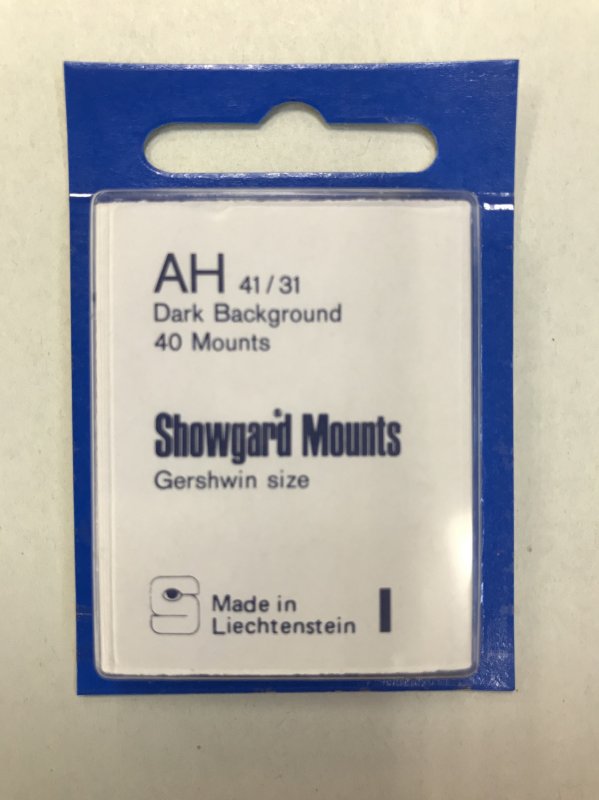 AH 41/31
Dark Background
40 Mounts
Showgard Mounts
Gershwin size
Made in
Liechtenstein